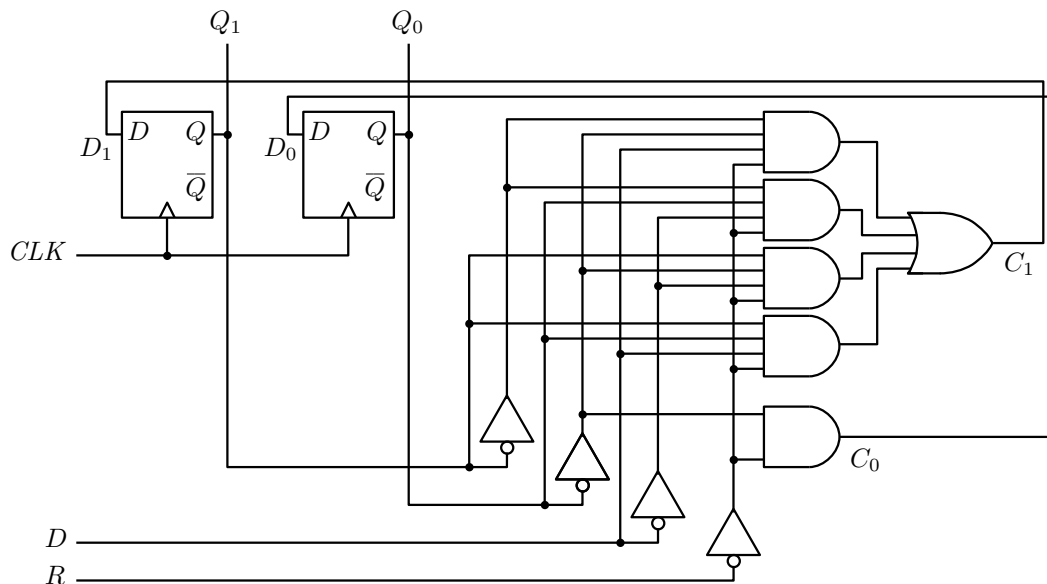 Q₁ Q₀
D₁ D Q
Q̅
D₀ D Q
Q̅
CLK
C₁
C₀
D
R